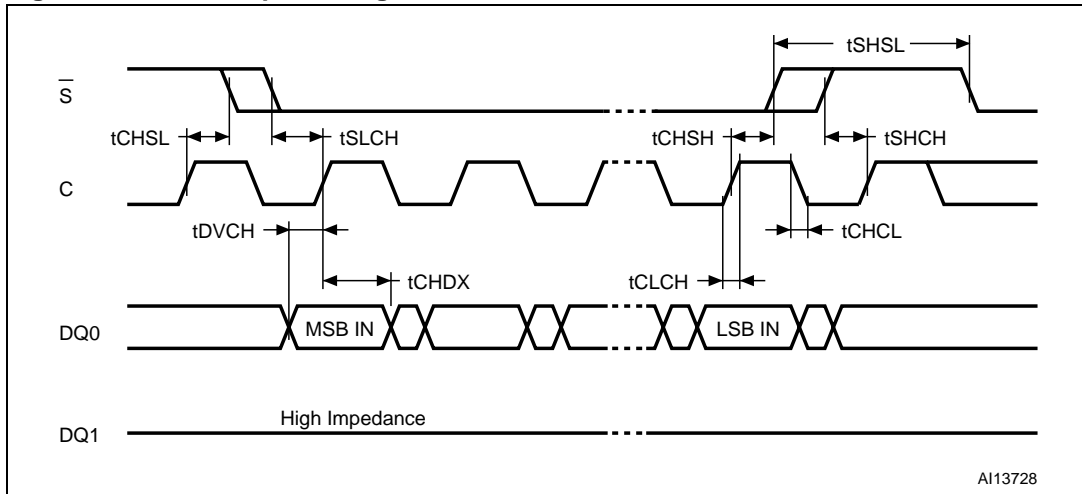 tSHSL
S
tCHSL
tSLCH
tCHSH
tSHCH
C
tDVCH
tCHCL
tCHDX
tCLCH
DQ0
MSB IN
LSB IN
High Impedance
DQ1
AI13728